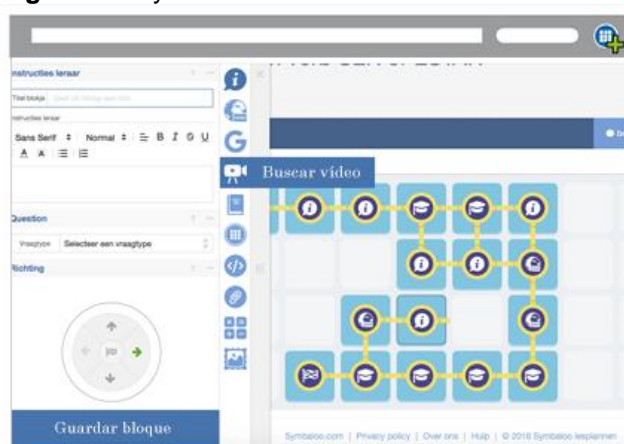 nstructies leraar
Titel blokje
nstructies leraar
Sans Serif Normal B I U
A A
Buscar vídeo
Question
Vraagtype Selecteer een vraagtype
Richting
Guardar bloque
Symbaloo.com | Privacy policy | Over ons | Hulp | © 2018 Symbaloo lesplannen